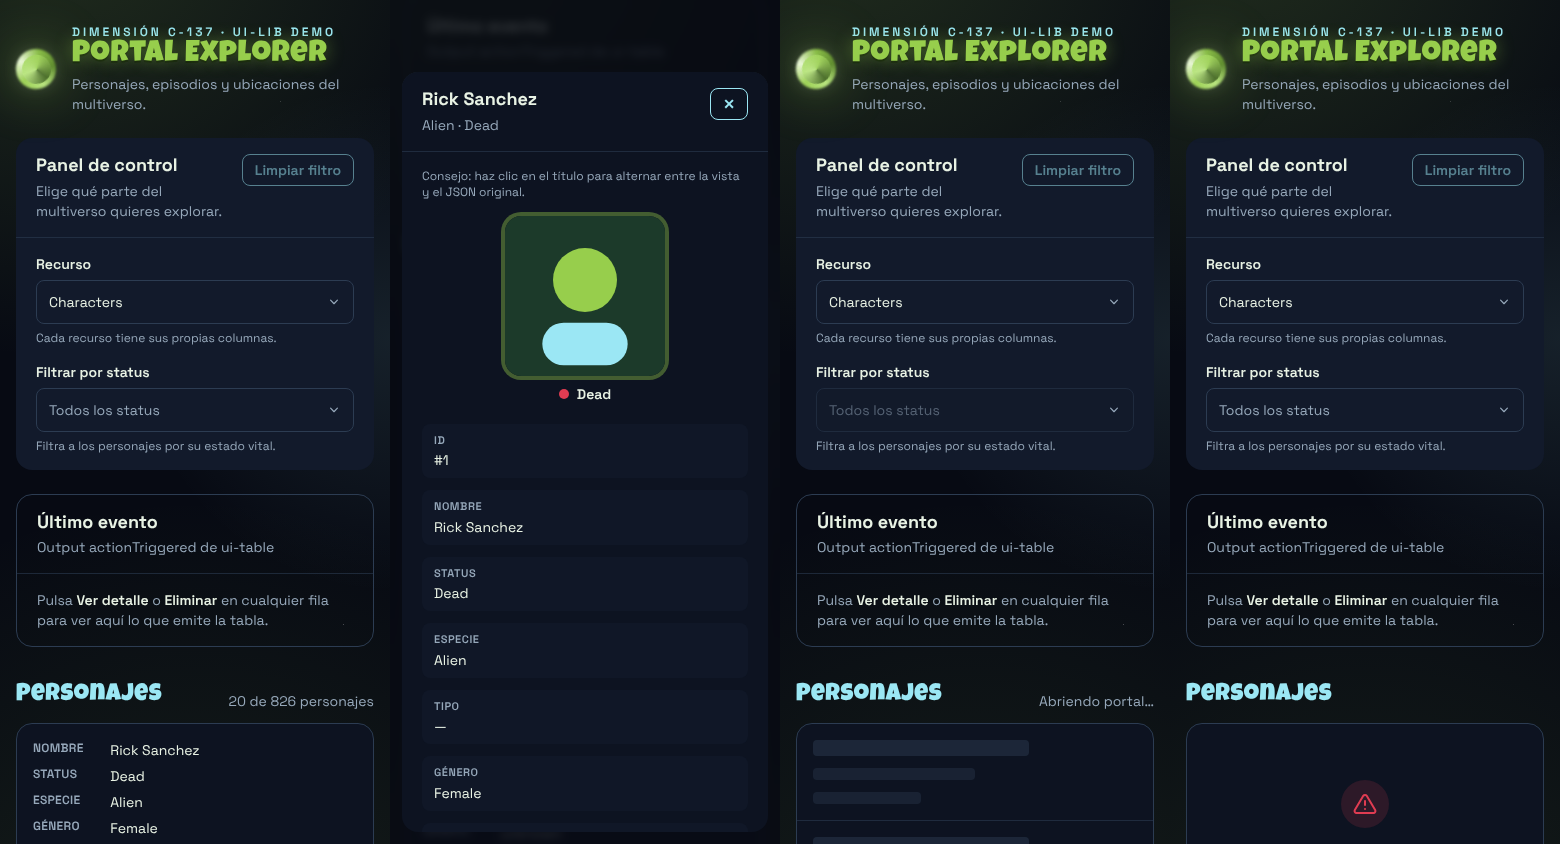 DIMENSIÓN C-137 · UI-LIB DEMO
PORTAL EXPLORER
Personajes, episodios y ubicaciones del
multiverso.
Panel de control
Limpiar filtro
Elige qué parte del
multiverso quieres explorar.
Recurso
Characters
Cada recurso tiene sus propias columnas.
Filtrar por status
Todos los status
Filtra a los personajes por su estado vital.
Último evento
Output actionTriggered de ui-table
Pulsa Ver detalle o Eliminar en cualquier fila
para ver aquí lo que emite la tabla.
Personajes
20 de 826 personajes
NOMBRE Rick Sanchez
STATUS Dead
ESPECIE Alien
GÉNERO Female
Último evento
Rick Sanchez
×
Alien · Dead
Consejo: haz clic en el título para alternar entre la vista
y el JSON original.
Dead
ID
#1
NOMBRE
Rick Sanchez
STATUS
Dead
ESPECIE
Alien
TIPO
—
GÉNERO
Female
DIMENSIÓN C-137 · UI-LIB DEMO
PORTAL EXPLORER
Personajes, episodios y ubicaciones del
multiverso.
Panel de control
Limpiar filtro
Elige qué parte del
multiverso quieres explorar.
Recurso
Characters
Cada recurso tiene sus propias columnas.
Filtrar por status
Todos los status
Filtra a los personajes por su estado vital.
Último evento
Output actionTriggered de ui-table
Pulsa Ver detalle o Eliminar en cualquier fila
para ver aquí lo que emite la tabla.
Personajes
Abriendo portal…
DIMENSIÓN C-137 · UI-LIB DEMO
PORTAL EXPLORER
Personajes, episodios y ubicaciones del
multiverso.
Panel de control
Limpiar filtro
Elige qué parte del
multiverso quieres explorar.
Recurso
Characters
Cada recurso tiene sus propias columnas.
Filtrar por status
Todos los status
Filtra a los personajes por su estado vital.
Último evento
Output actionTriggered de ui-table
Pulsa Ver detalle o Eliminar en cualquier fila
para ver aquí lo que emite la tabla.
Personajes